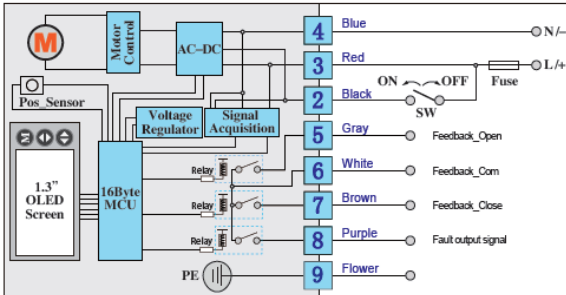 M
Motor
Control
AC-DC
Pos_Sensor
Voltage
Regulator
Signal
Acquisition
1.3”
OLED
Screen
16Byte
MCU
Relay
Relay
Relay
PE
4 Blue N/−
3 Red L/+
ON OFF Fuse
2 Black
SW
5 Gray Feedback_Open
6 White Feedback_Com
7 Brown Feedback_Close
8 Purple Fault output signal
9 Flower